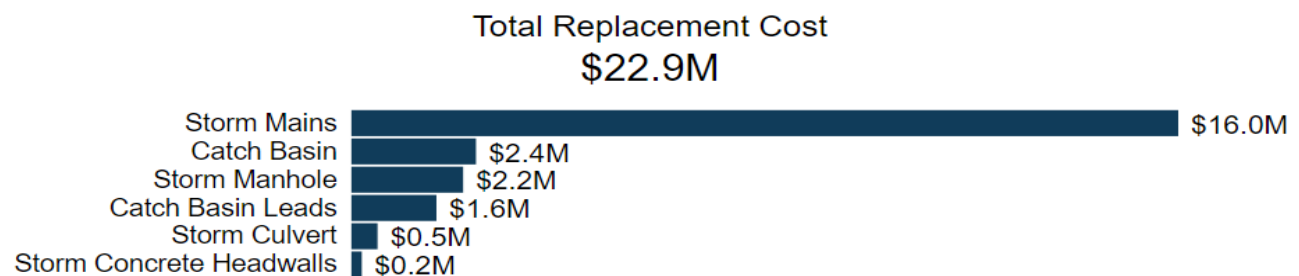 Total Replacement Cost
$22.9M
Storm Mains $16.0M
Catch Basin $2.4M
Storm Manhole $2.2M
Catch Basin Leads $1.6M
Storm Culvert $0.5M
Storm Concrete Headwalls $0.2M